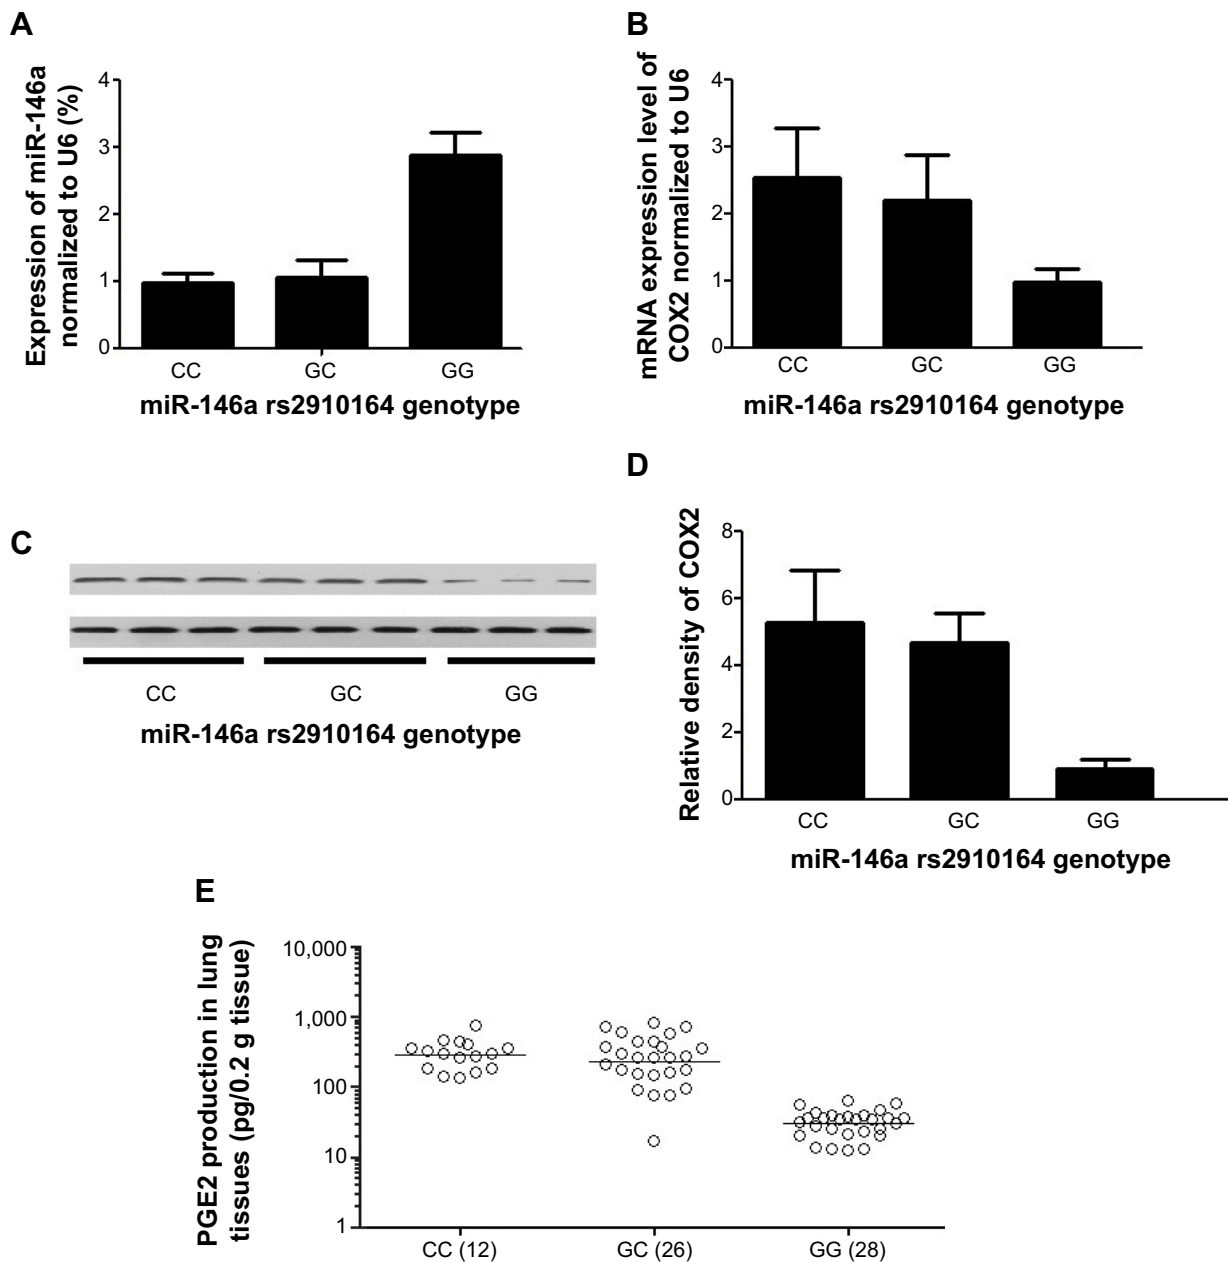 A
Expression of miR-146a
normalized to U6 (%)
4
3
2
1
0
CC GC GG
miR-146a rs2910164 genotype
B
mRNA expression level of
COX2 normalized to U6
4
3
2
1
0
CC GC GG
miR-146a rs2910164 genotype
C
CC GC GG
miR-146a rs2910164 genotype
D
Relative density of COX2
8
6
4
2
0
CC GC GG
miR-146a rs2910164 genotype
E
PGE2 production in lung
tissues (pg/0.2 g tissue)
10,000
1,000
100
10
1
CC (12) GC (26) GG (28)